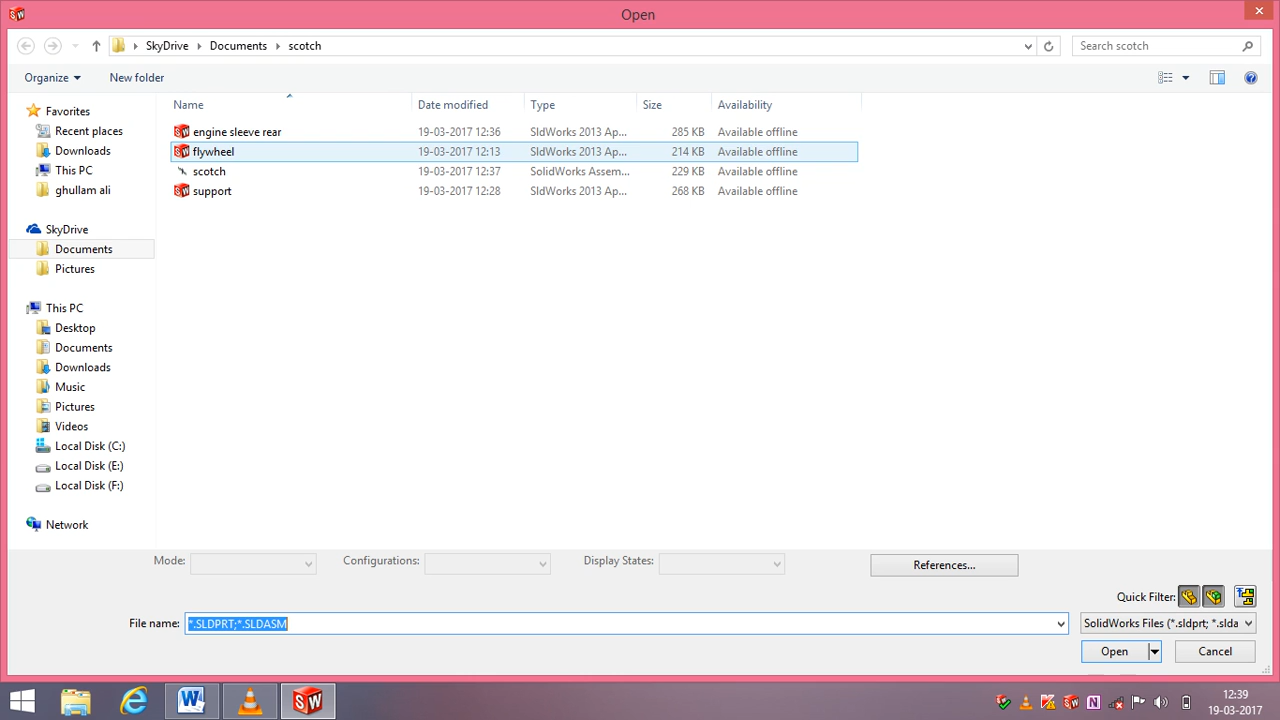 Open
SkyDrive Documents scotch
Search scotch
Organize New folder
Name Date modified Type Size Availability
engine sleeve rear 19-03-2017 12:36 SldWorks 2013 Ap... 285 KB Available offline
flywheel 19-03-2017 12:13 SldWorks 2013 Ap... 214 KB Available offline
scotch 19-03-2017 12:37 SolidWorks Assem... 229 KB Available offline
support 19-03-2017 12:28 SldWorks 2013 Ap... 268 KB Available offline
Favorites
Recent places
Downloads
This PC
ghullam ali
SkyDrive
Documents
Pictures
This PC
Desktop
Documents
Downloads
Music
Pictures
Videos
Local Disk (C:)
Local Disk (E:)
Local Disk (F:)
Network
Mode: Configurations: Display States: References...
Quick Filter:
File name: *.SLDPRT;*.SLDASM SolidWorks Files (*.sldprt; *.slda
Open Cancel
12:39
19-03-2017